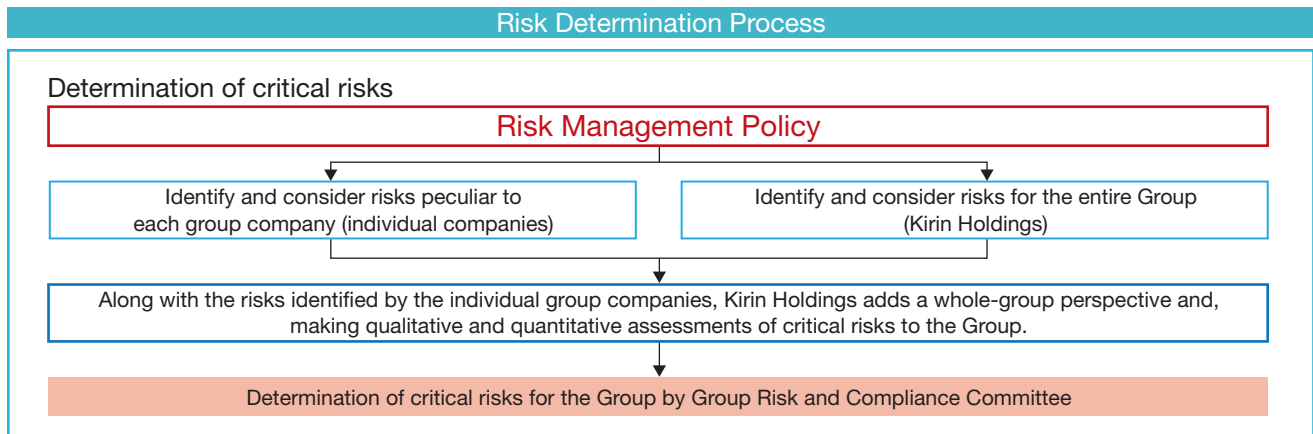 Risk Determination Process
Determination of critical risks
Risk Management Policy
Identify and consider risks peculiar to
each group company (individual companies)
Identify and consider risks for the entire Group
(Kirin Holdings)
Along with the risks identified by the individual group companies, Kirin Holdings adds a whole-group perspective and,
making qualitative and quantitative assessments of critical risks to the Group.
Determination of critical risks for the Group by Group Risk and Compliance Committee